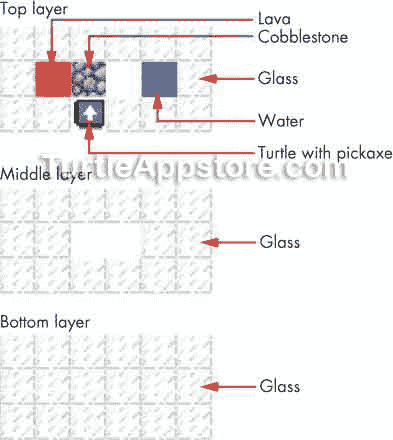 Top layer
Lava
Cobblestone
Glass
Water
Turtle with pickaxe
TurtleAppstore.com
Middle layer
Glass
Bottom layer
Glass